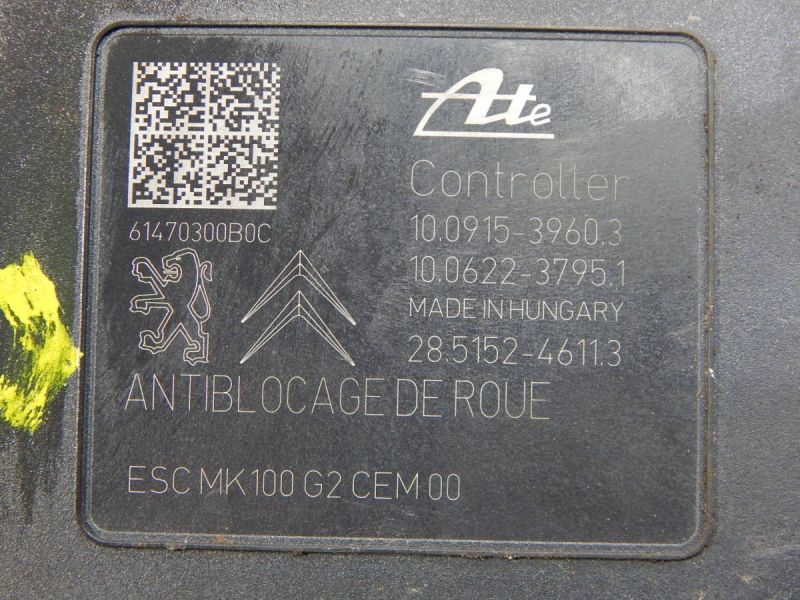 Ate
Controller
61470300B0C
10.0915-3960.3
10.0622-3795.1
MADE IN HUNGARY
28.5152-4611.3
ANTIBLOCAGE DE ROUE
ESC MK100 G2 CEM 00